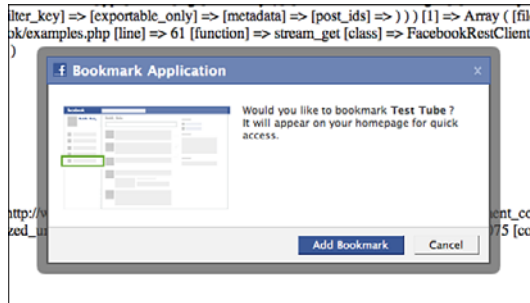 ilter_key] => [exportable_only] => [metadata] => [post_ids] => ) ) ) [1] => Array ( [fil
ok/examples.php [line] => 61 [function] => stream_get [class] => FacebookRestClient
)
f Bookmark Application x
Would you like to bookmark Test Tube ?
It will appear on your homepage for quick
access.
Add Bookmark Cancel